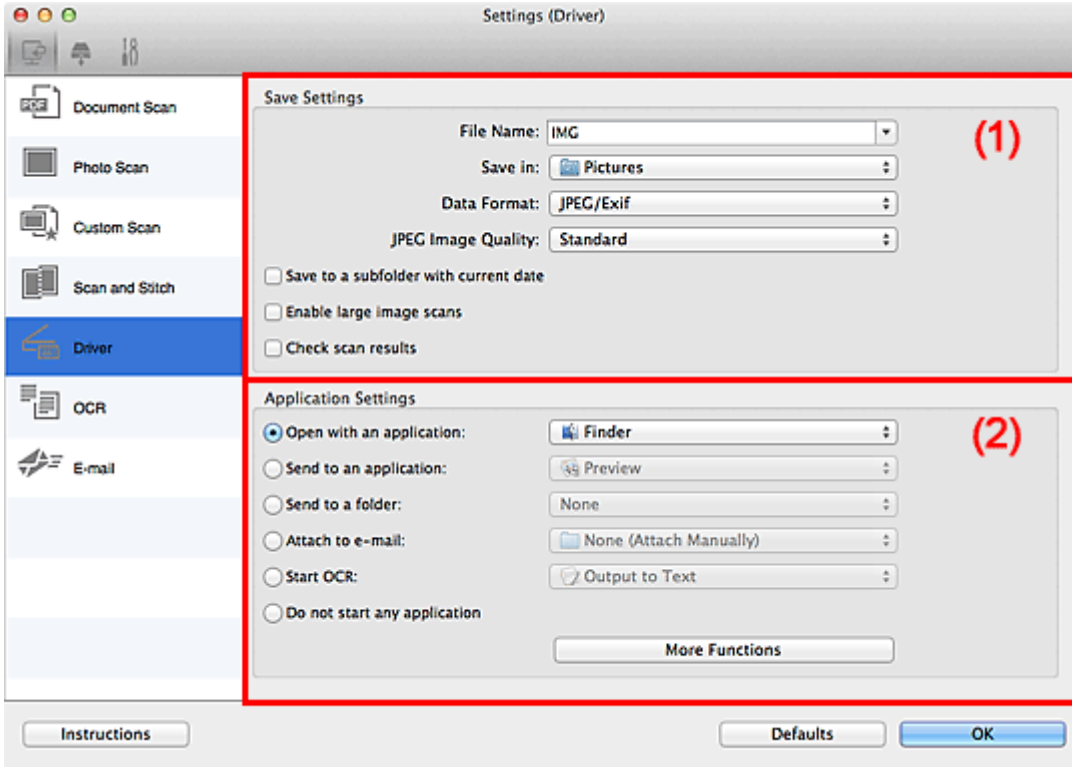 Settings (Driver)
Document Scan
Photo Scan
Custom Scan
Scan and Stitch
Driver
OCR
E-mail
Save Settings
(1)
File Name: IMG
Save in: Pictures
Data Format: JPEG/Exif
JPEG Image Quality: Standard
Save to a subfolder with current date
Enable large image scans
Check scan results
Application Settings
(2)
Open with an application: Finder
Send to an application: Preview
Send to a folder: None
Attach to e-mail: None (Attach Manually)
Start OCR: Output to Text
Do not start any application
More Functions
Instructions
Defaults
OK